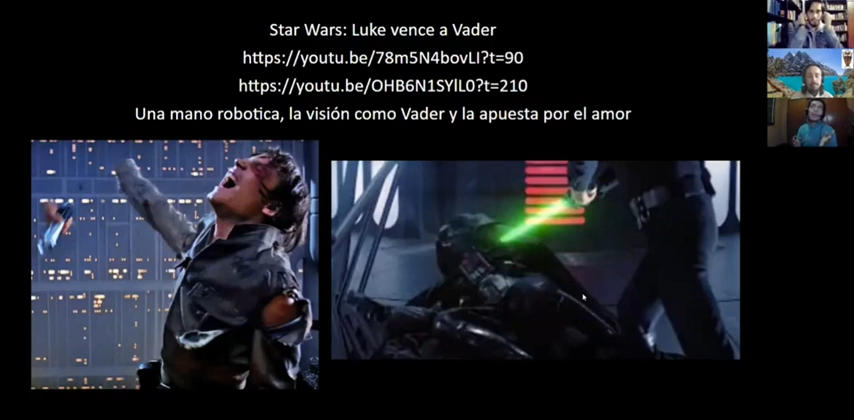 Star Wars: Luke vence a Vader
https://youtu.be/78m5N4bovLI?t=90
https://youtu.be/OHB6N1SYlL0?t=210
Una mano robotica, la visión como Vader y la apuesta por el amor